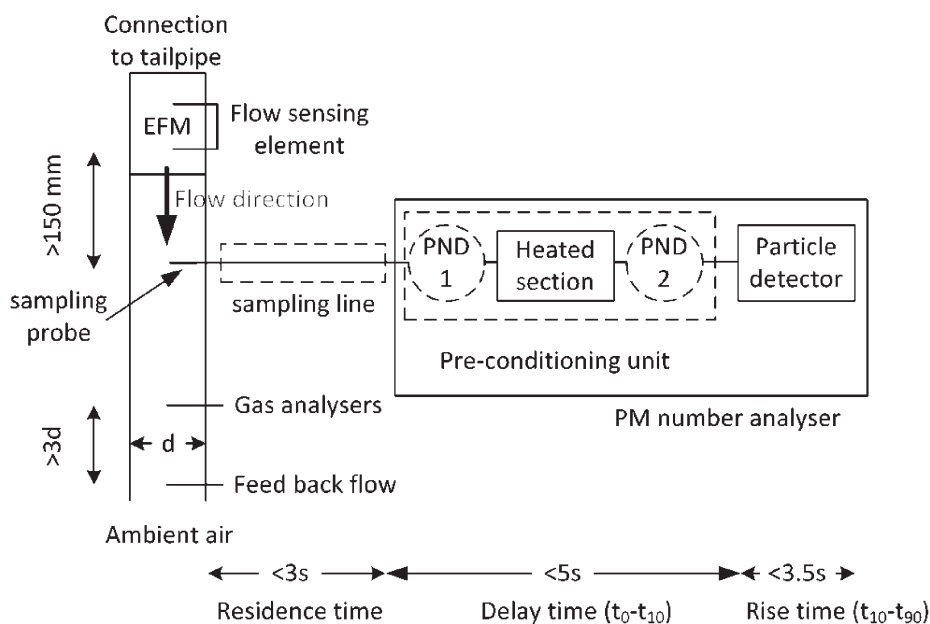 Connection
to tailpipe
EFM
Flow sensing
element
>150 mm
Flow direction
sampling
probe
sampling line
PND
1
Heated
section
PND
2
Particle
detector
Pre-conditioning unit
PM number analyser
Gas analysers
>3d
d
Feed back flow
Ambient air
<3s
<5s
<3.5s
Residence time
Delay time (t₀-t₁₀)
Rise time (t₁₀-t₉₀)